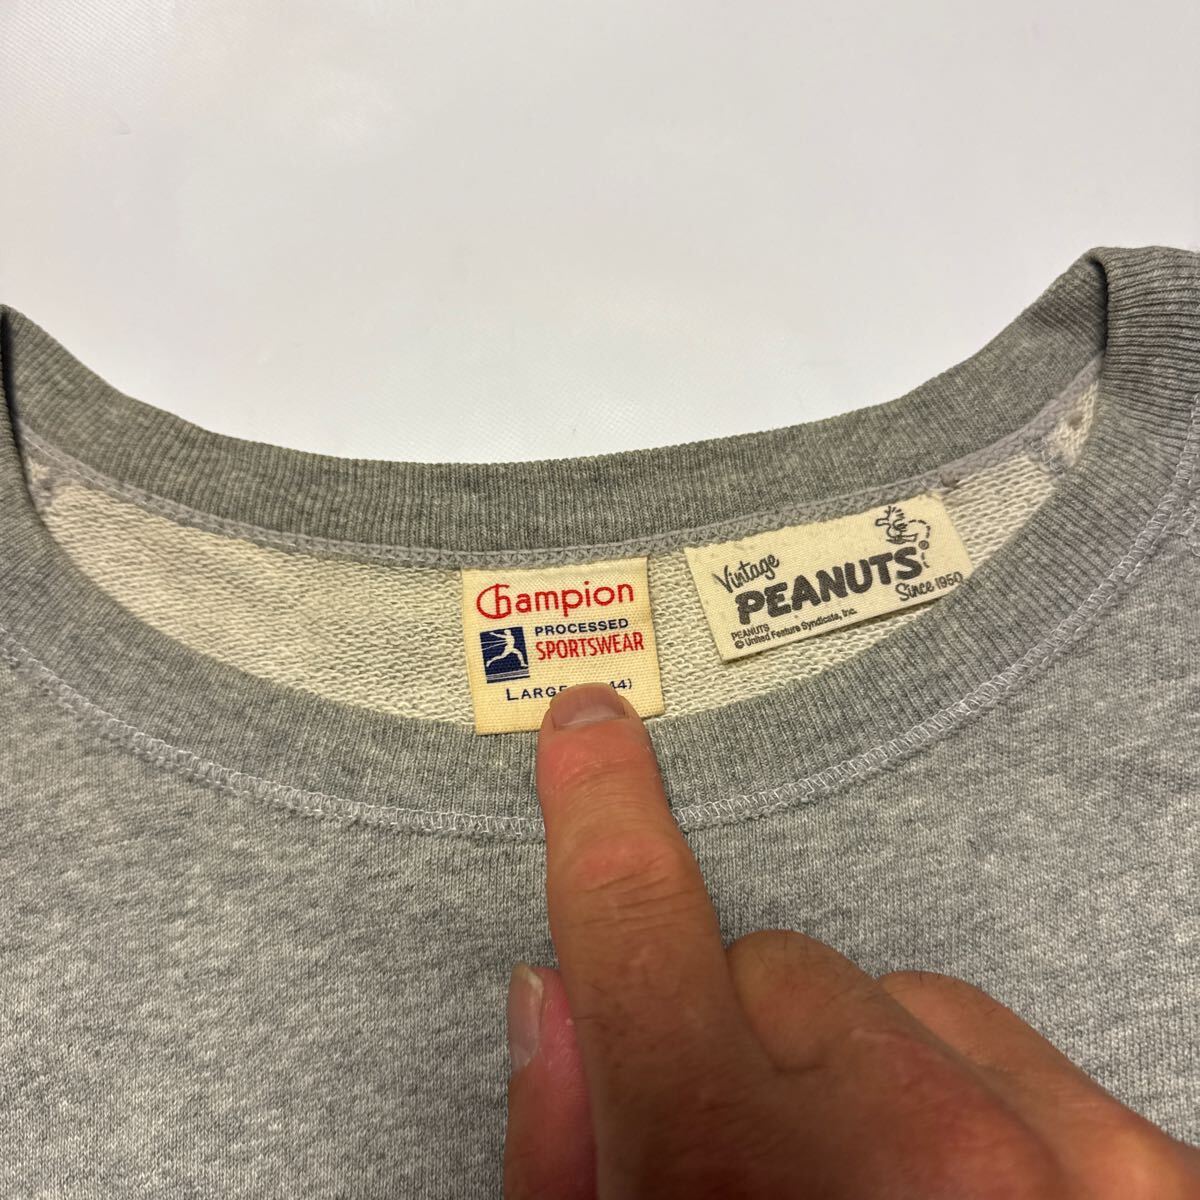 Champion
PROCESSED
SPORTSWEAR
LARGE 44)
Vintage
PEANUTS®
Since 1950
PEANUTS
© United Feature Syndicate, Inc.